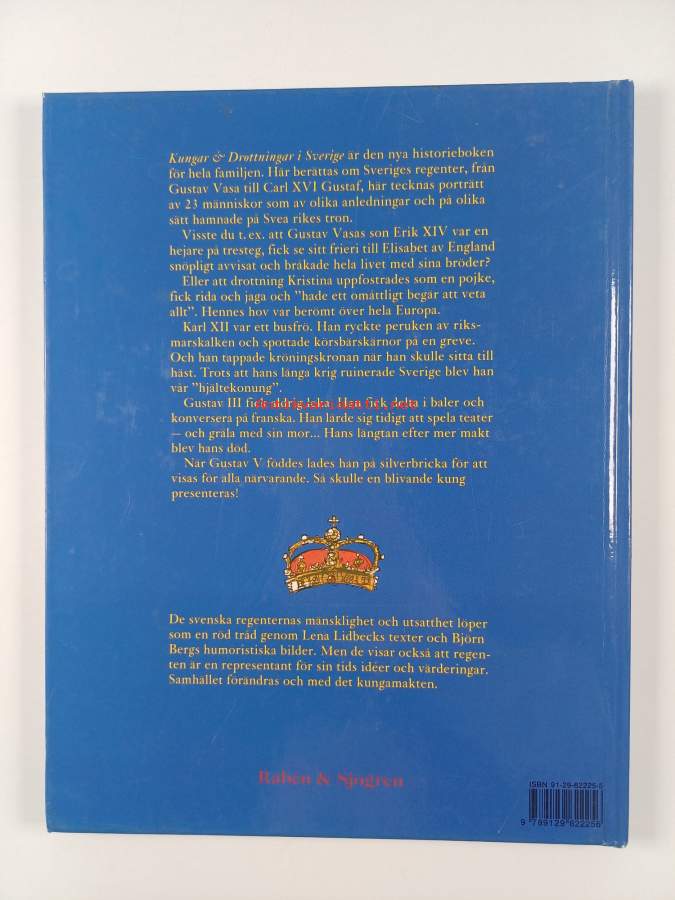 Kungar & Drottningar i Sverige är den nya historieboken
för hela familjen. Här berättas om Sveriges regenter, från
Gustav Vasa till Carl XVI Gustaf, här tecknas porträtt
av 23 människor som av olika anledningar och på olika
sätt hamnade på Svea rikes tron.
Visste du t. ex. att Gustav Vasas son Erik XIV var en
hejare på tresteg, fick se sitt frieri till Elisabet av England
snöpligt avvisat och bråkade hela livet med sina bröder?
Eller att drottning Kristina uppfostrades som en pojke,
fick rida och jaga och ”hade ett omåttligt begär att veta
allt”. Hennes hov var berömt över hela Europa.
Karl XII var ett busfrö. Han ryckte peruken av riks-
marskalken och spottade körsbärskärnor på en greve.
Och han tappade kröningskronan när han skulle sitta till
häst. Trots att hans långa krig ruinerade Sverige blev han
vår ”hjältekonung”.
Gustav III fick aldrig leka. Han fick delta i baler och
konversera på franska. Han lärde sig tidigt att spela teater
– och gräla med sin mor... Hans längtan efter mer makt
blev hans död.
När Gustav V föddes lades han på silverbricka för att
visas för alla närvarande. Så skulle en blivande kung
presenteras!
De svenska regenternas mänsklighet och utsatthet löper
som en röd tråd genom Lena Lidbecks texter och Björn
Bergs humoristiska bilder. Men de visar också att regen-
ten är en representant för sin tids idéer och värderingar.
Samhället förändras och med det kungamakten.
Rabén & Sjögren
ISBN 91-29-62225-5
9 789129 622256